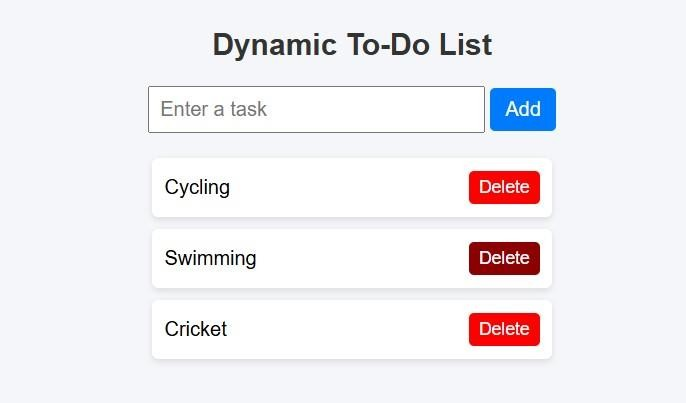 Dynamic To-Do List
Enter a task Add
Cycling Delete
Swimming Delete
Cricket Delete